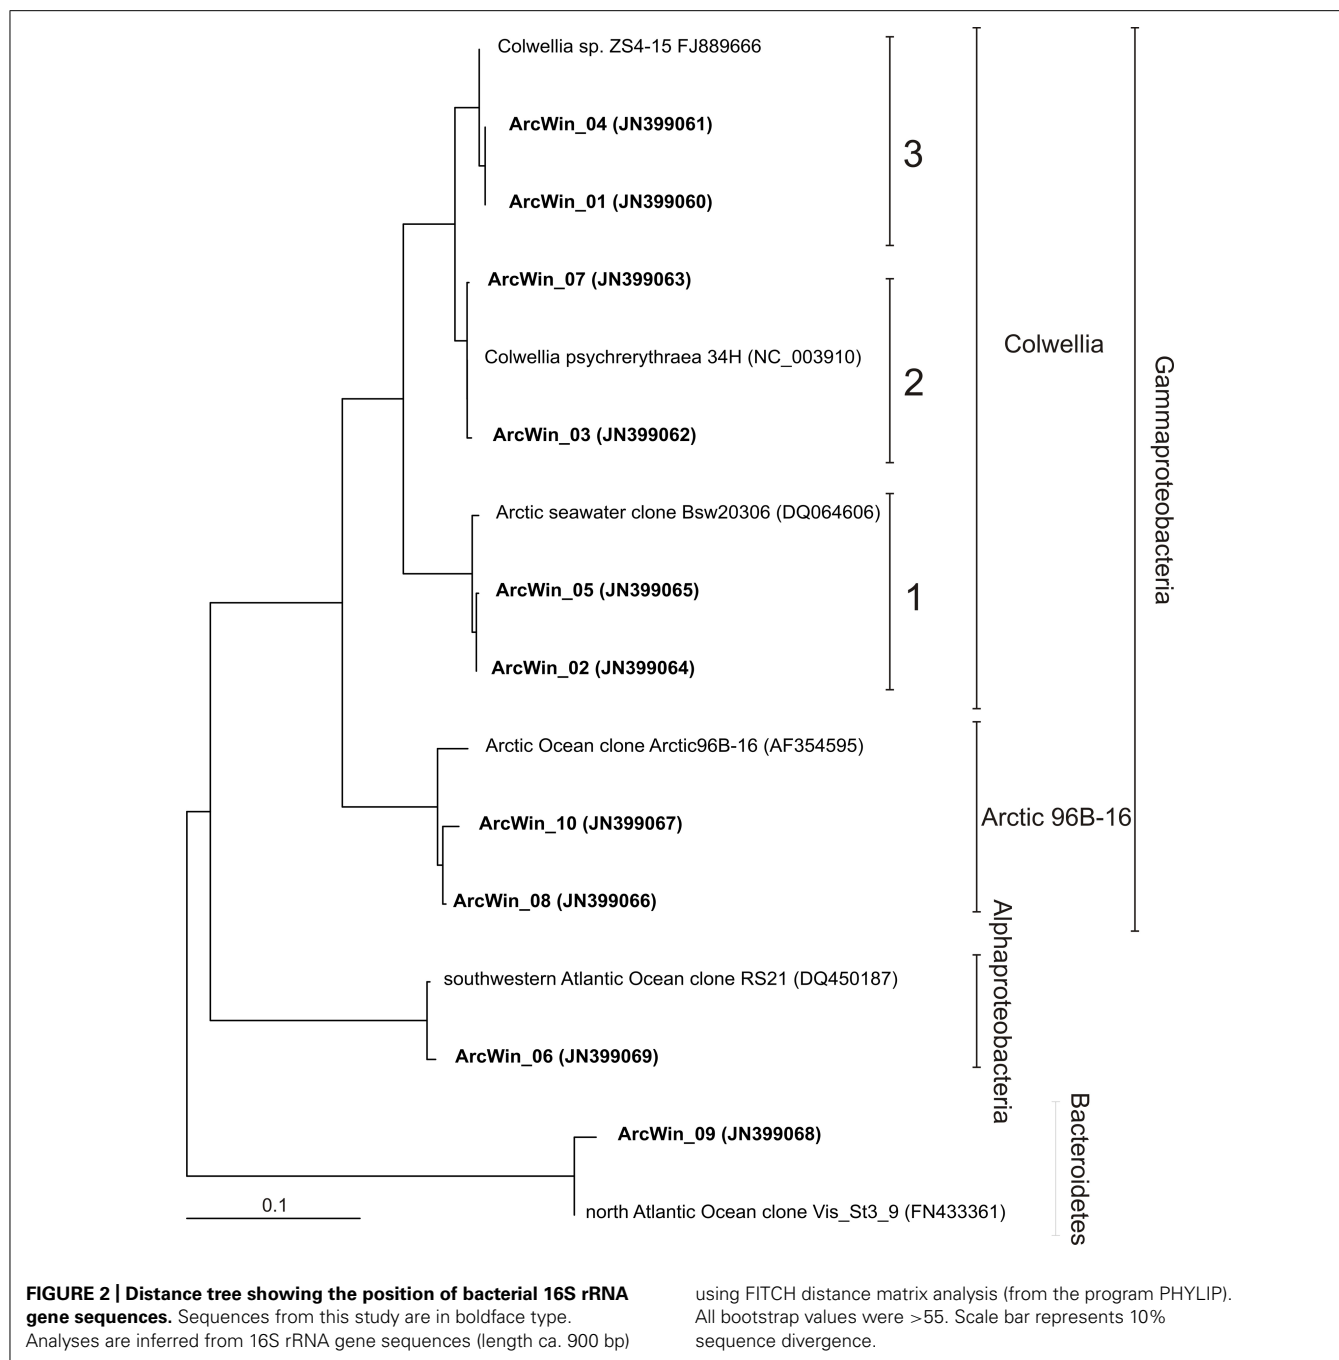 Colwellia sp. ZS4-15 FJ889666
ArcWin_04 (JN399061)
ArcWin_01 (JN399060)
3
ArcWin_07 (JN399063)
Colwellia psychrerythraea 34H (NC_003910)
ArcWin_03 (JN399062)
2
Colwellia
Gammaproteobacteria
Arctic seawater clone Bsw20306 (DQ064606)
ArcWin_05 (JN399065)
ArcWin_02 (JN399064)
1
Arctic Ocean clone Arctic96B-16 (AF354595)
ArcWin_10 (JN399067)
ArcWin_08 (JN399066)
Arctic 96B-16
southwestern Atlantic Ocean clone RS21 (DQ450187)
ArcWin_06 (JN399069)
Alphaproteobacteria
ArcWin_09 (JN399068)
north Atlantic Ocean clone Vis_St3_9 (FN433361)
Bacteroidetes
0.1
FIGURE 2 | Distance tree showing the position of bacterial 16S rRNA
gene sequences. Sequences from this study are in boldface type.
Analyses are inferred from 16S rRNA gene sequences (length ca. 900 bp)
using FITCH distance matrix analysis (from the program PHYLIP).
All bootstrap values were >55. Scale bar represents 10%
sequence divergence.